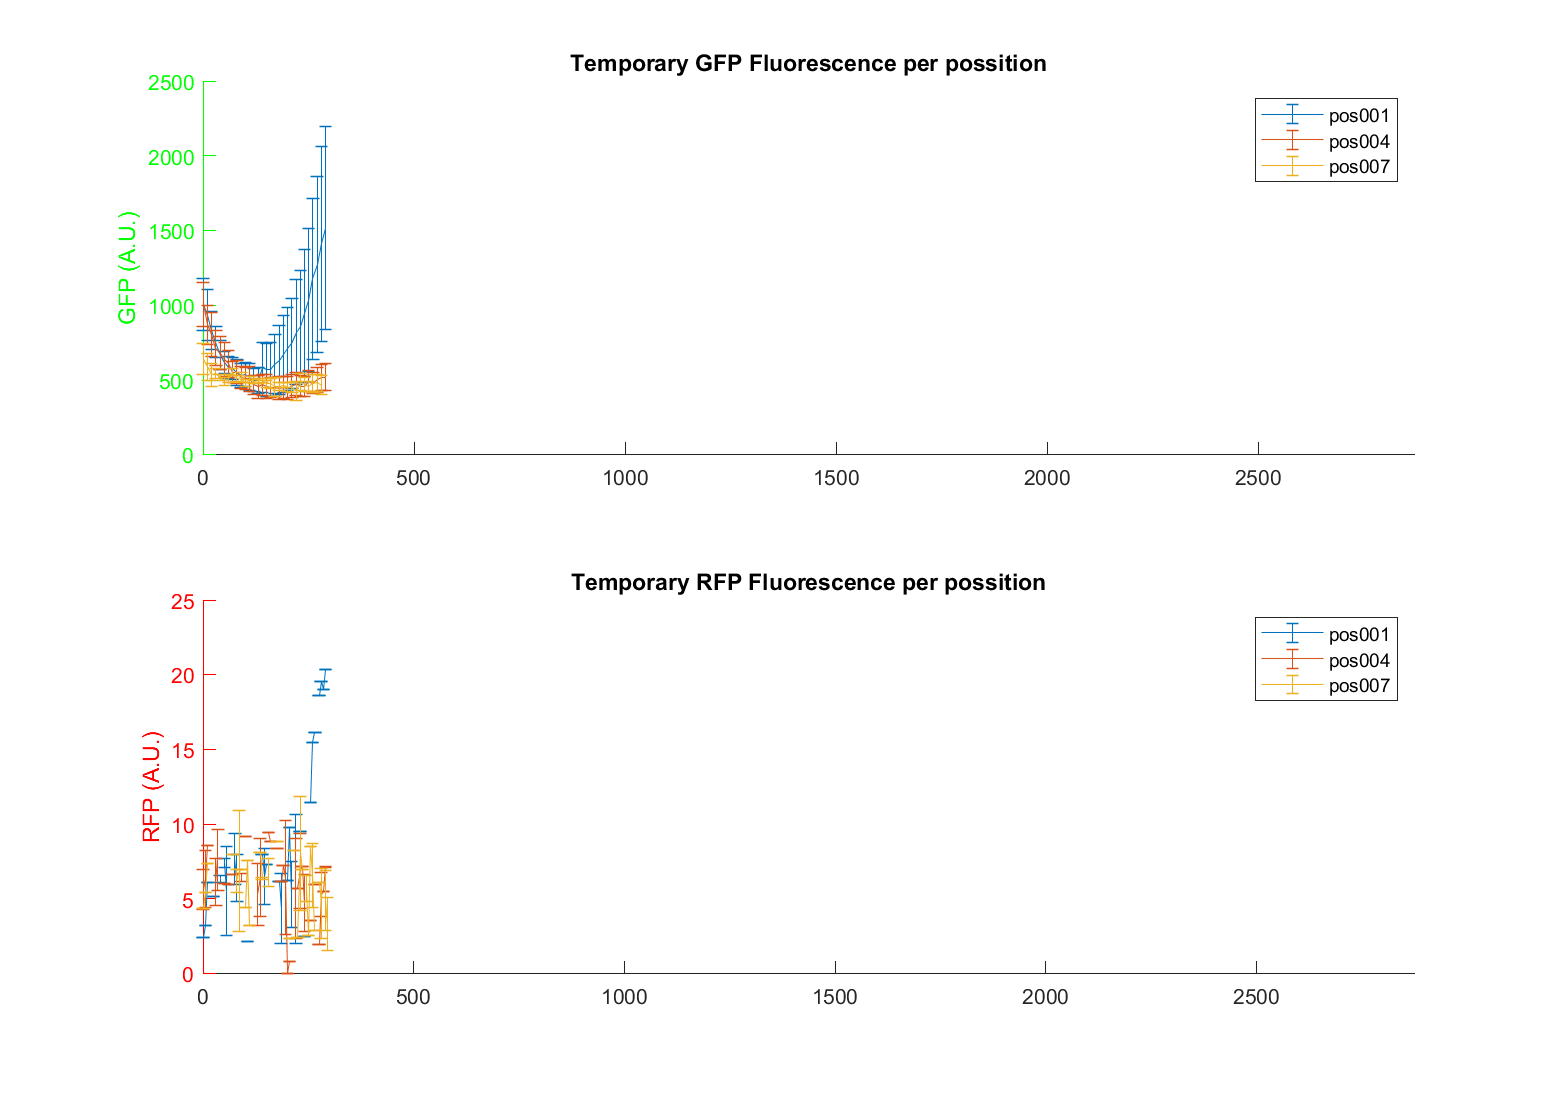 Temporary GFP Fluorescence per possition
2500
2000
1500
1000
500
0
GFP (A.U.)
pos001
pos004
pos007
0 500 1000 1500 2000 2500
Temporary RFP Fluorescence per possition
25
20
15
10
5
0
RFP (A.U.)
pos001
pos004
pos007
0 500 1000 1500 2000 2500